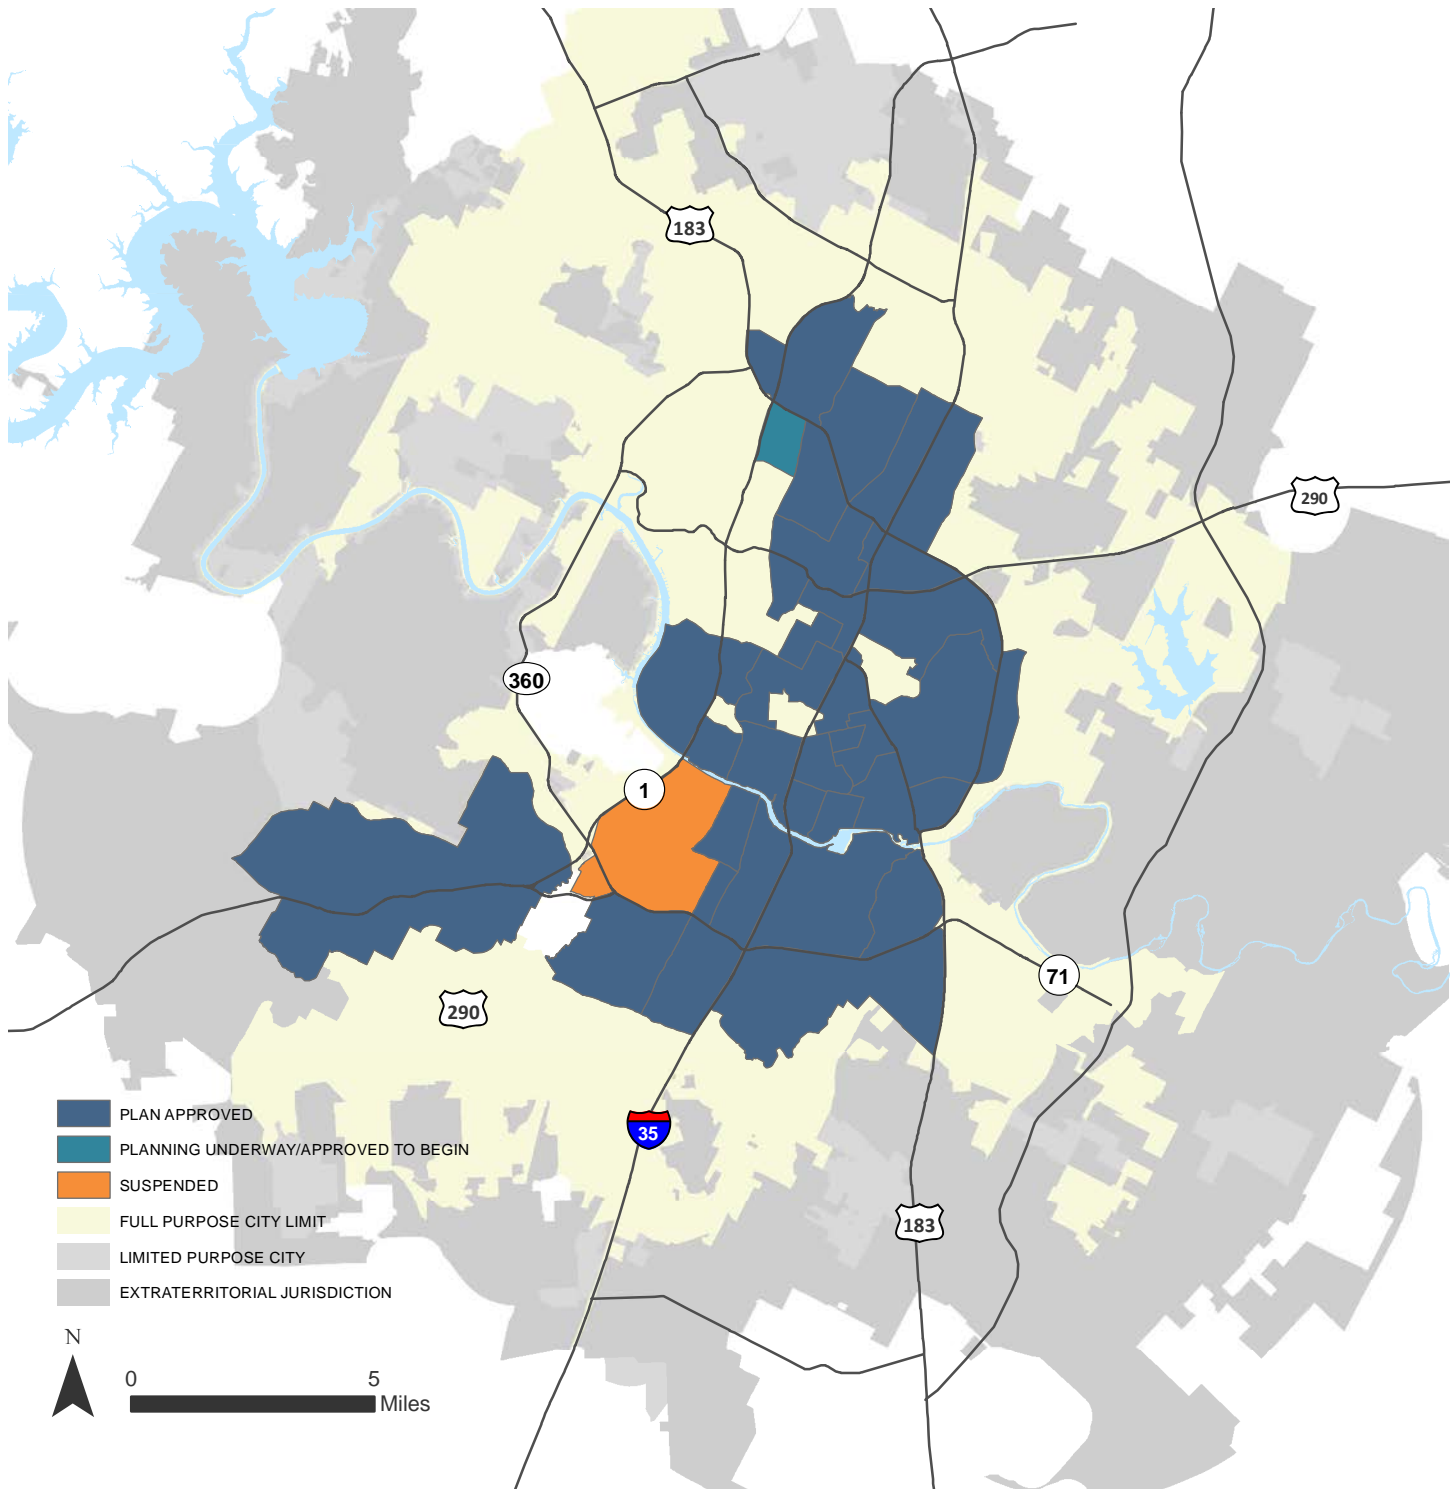 183
290
360
1
71
290
PLAN APPROVED
PLANNING UNDERWAY/APPROVED TO BEGIN
35
SUSPENDED
FULL PURPOSE CITY LIMIT
183
LIMITED PURPOSE CITY
EXTRATERRITORIAL JURISDICTION
N
0 5
Miles